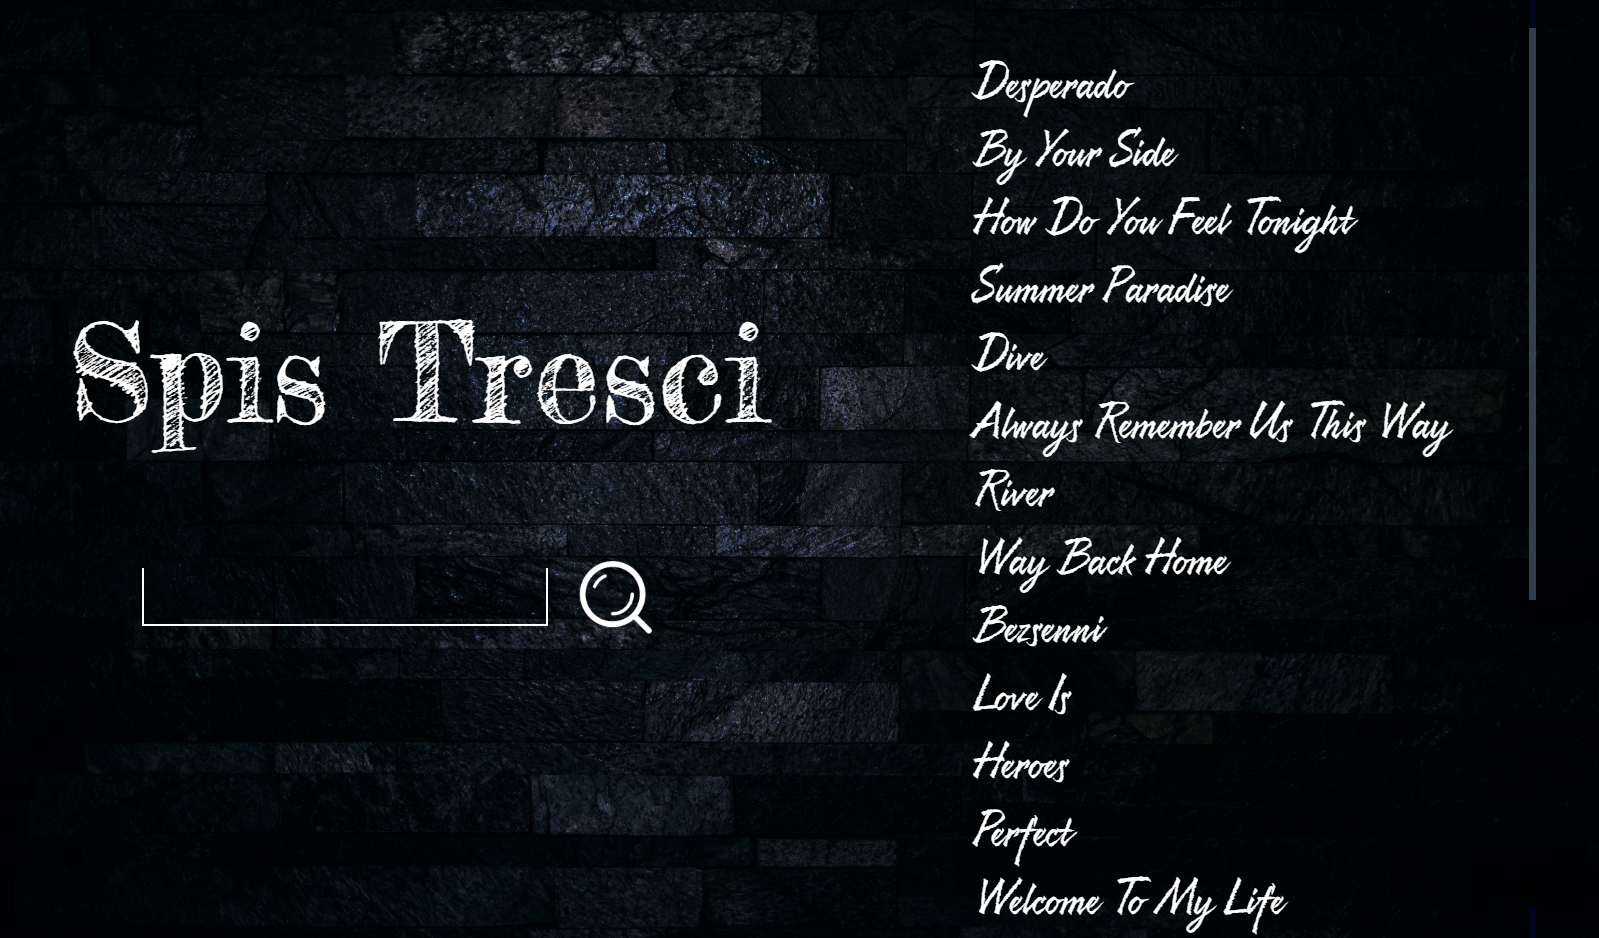 Spis Tresci
Desperado
By Your Side
How Do You Feel Tonight
Summer Paradise
Dive
Always Remember Us This Way
River
Way Back Home
Bezsenni
Love Is
Heroes
Perfect
Welcome To My Life